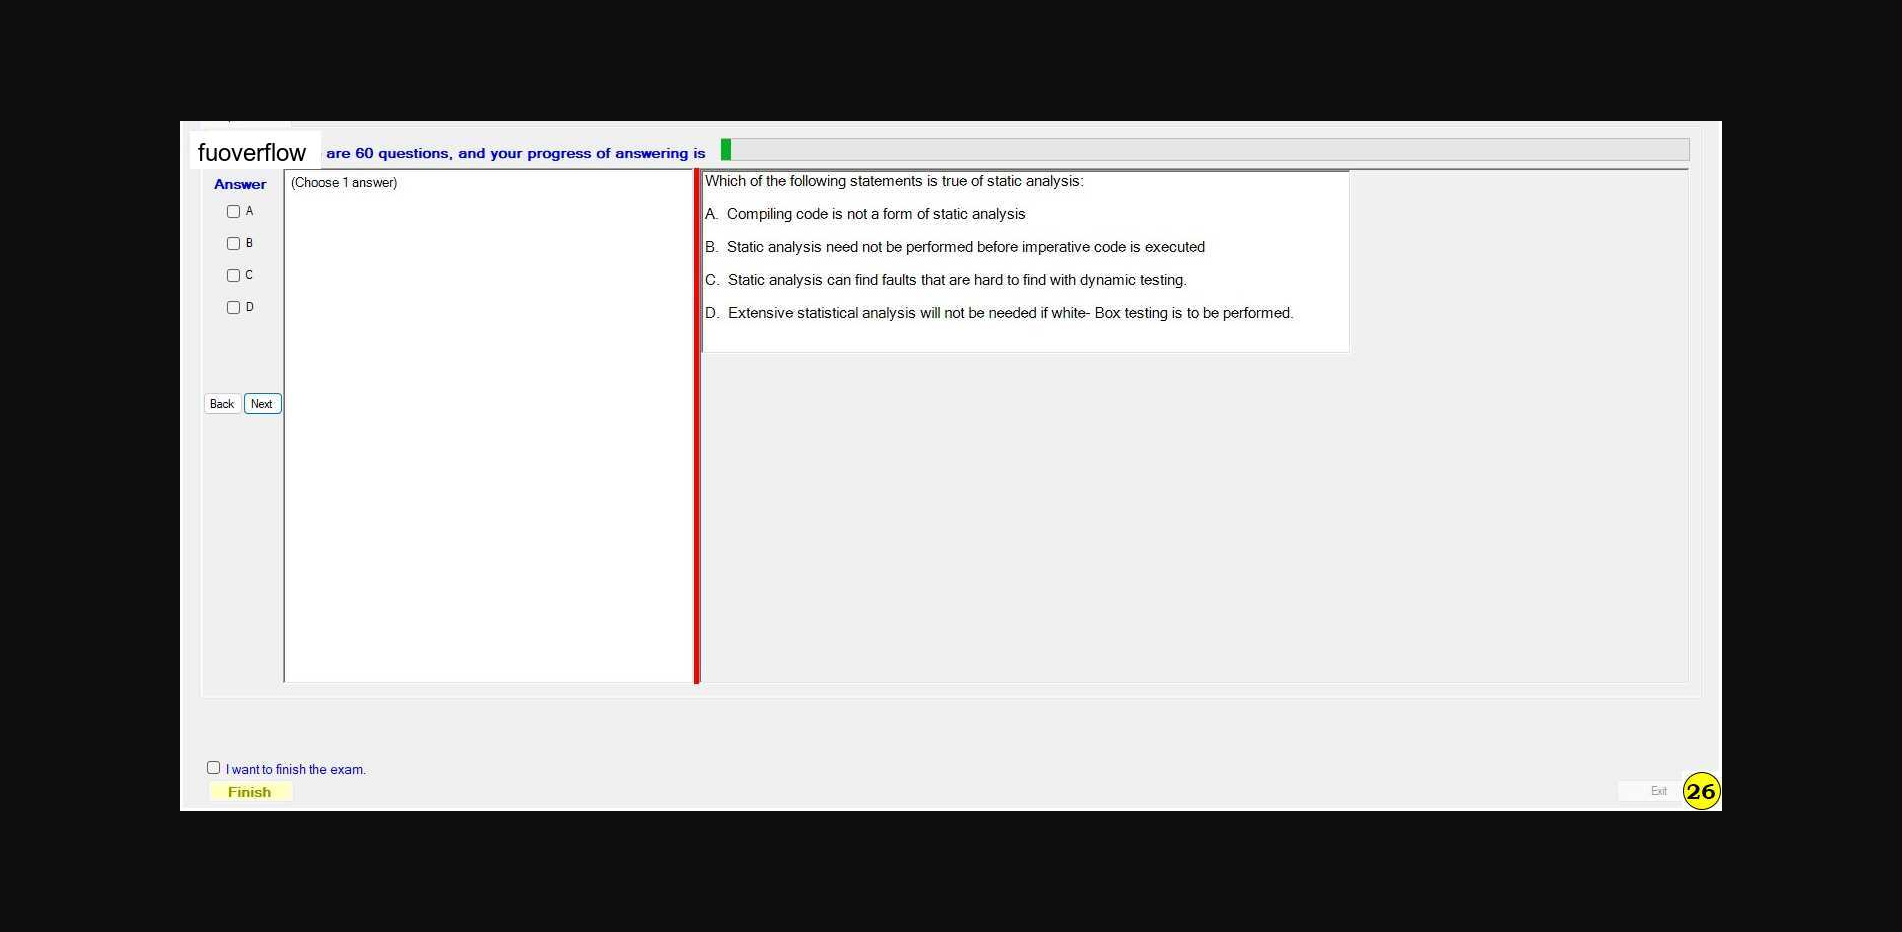 fuoverflow are 60 questions, and your progress of answering is
Answer
(Choose 1 answer)
A
B
C
D
Back Next
Which of the following statements is true of static analysis:
A. Compiling code is not a form of static analysis
B. Static analysis need not be performed before imperative code is executed
C. Static analysis can find faults that are hard to find with dynamic testing.
D. Extensive statistical analysis will not be needed if white- Box testing is to be performed.
I want to finish the exam.
Finish
Exit
26